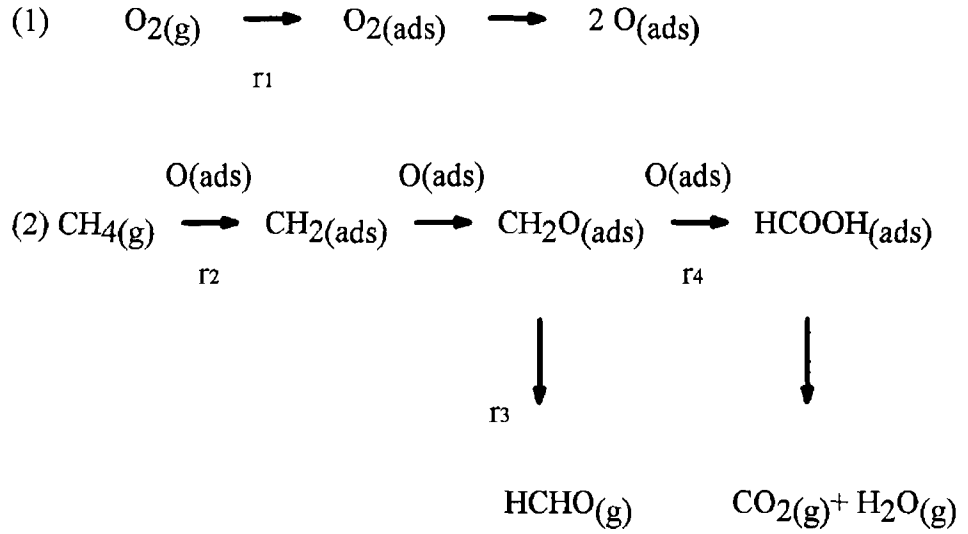 (1) O2(g) → O2(ads) → 2 O(ads)
r1
O(ads) O(ads) O(ads)
(2) CH4(g) → CH2(ads) → CH2O(ads) → HCOOH(ads)
r2 r4
r3
HCHO(g) CO2(g)+ H2O(g)